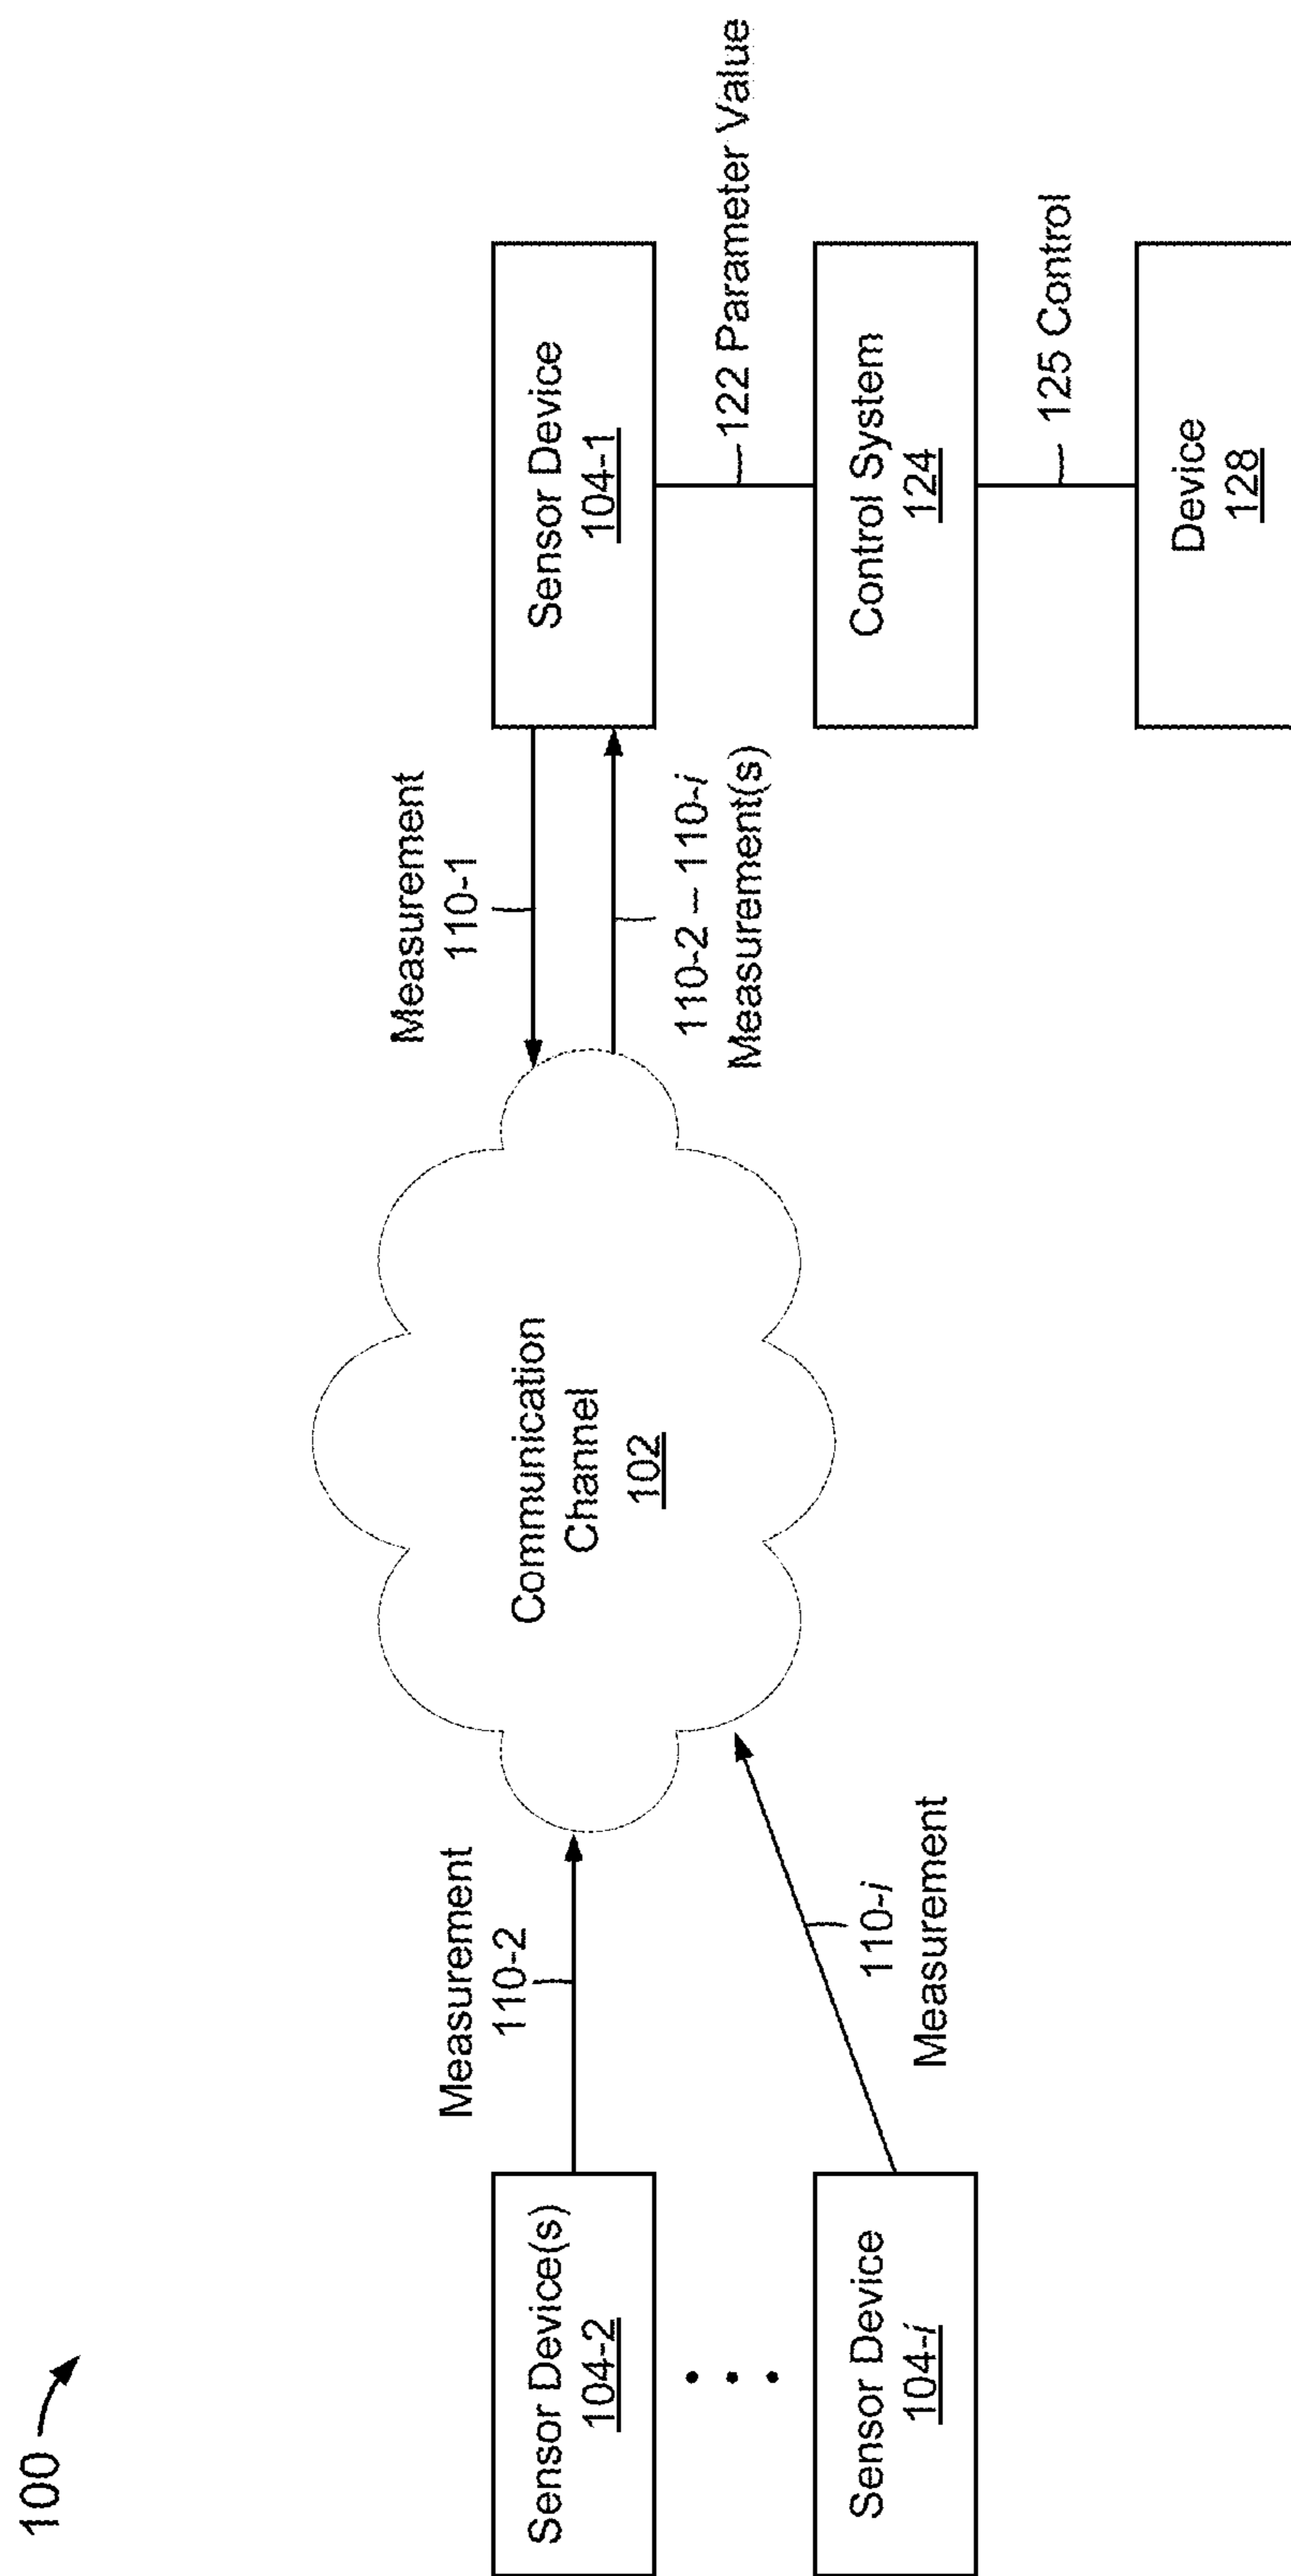 100
Sensor Device(s)
104-2
Measurement
110-2
Sensor Device
104-i
110-i
Measurement
Communication
Channel
102
Measurement
110-1
110-2 – 110-i
Measurement(s)
Sensor Device
104-1
122 Parameter Value
Control System
124
125 Control
Device
128